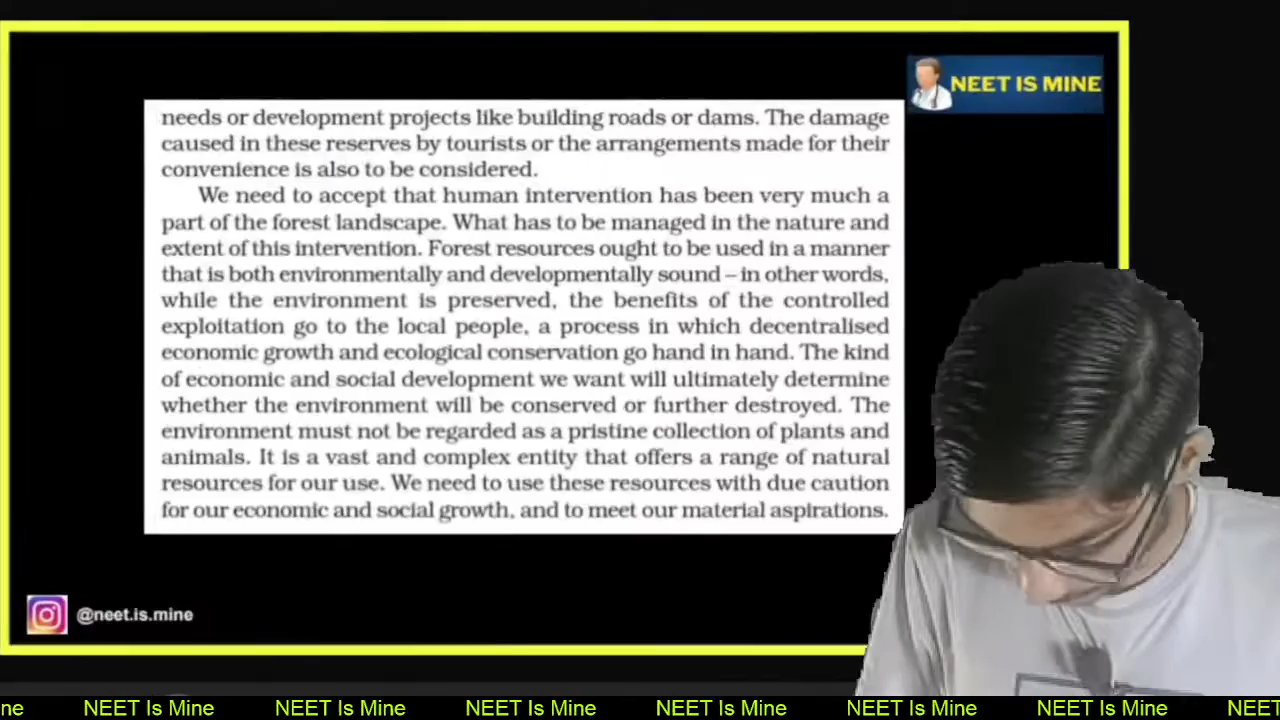 NEET IS MINE
needs or development projects like building roads or dams. The damage
caused in these reserves by tourists or the arrangements made for their
convenience is also to be considered.
We need to accept that human intervention has been very much a
part of the forest landscape. What has to be managed in the nature and
extent of this intervention. Forest resources ought to be used in a manner
that is both environmentally and developmentally sound – in other words,
while the environment is preserved, the benefits of the controlled
exploitation go to the local people, a process in which decentralised
economic growth and ecological conservation go hand in hand. The kind
of economic and social development we want will ultimately determine
whether the environment will be conserved or further destroyed. The
environment must not be regarded as a pristine collection of plants and
animals. It is a vast and complex entity that offers a range of natural
resources for our use. We need to use these resources with due caution
for our economic and social growth, and to meet our material aspirations.
@neet.is.mine
ne NEET Is Mine NEET Is Mine NEET Is Mine NEET Is Mine NEET Is Mine NEET